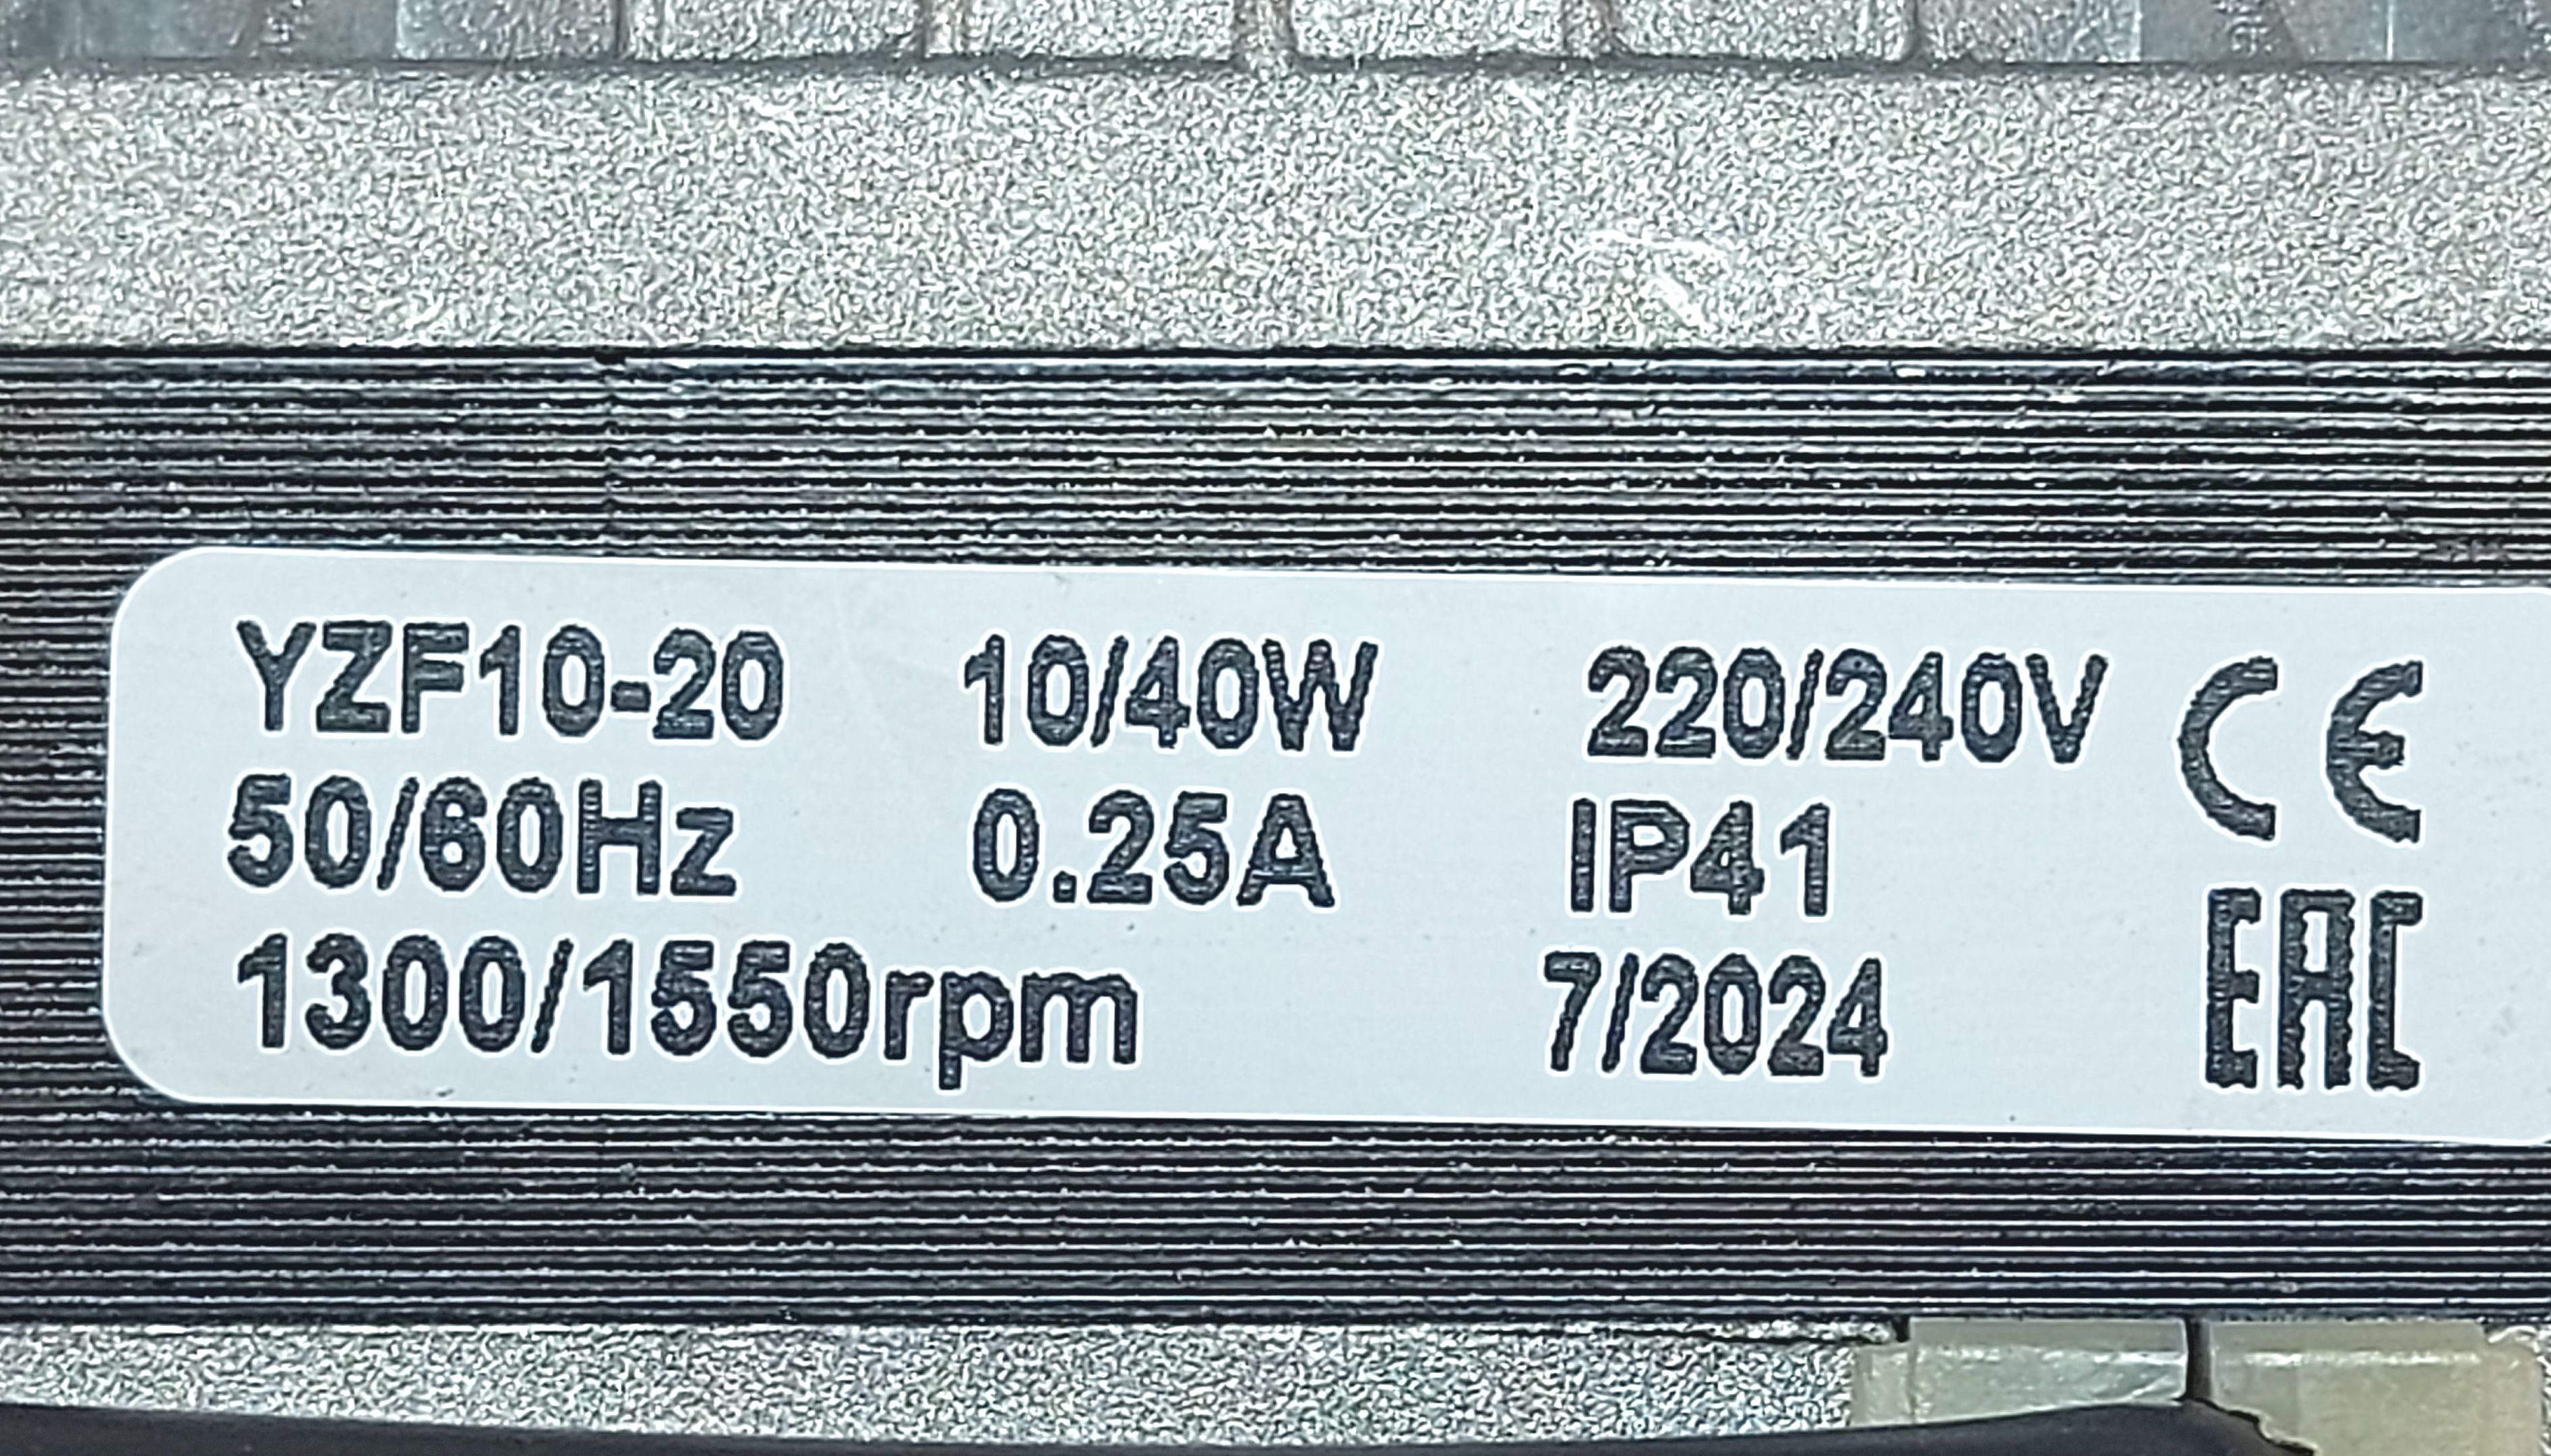 YZF10-20 10/40W 220/240V CE
50/60Hz 0.25A IP41
1300/1550rpm 7/2024 EAC